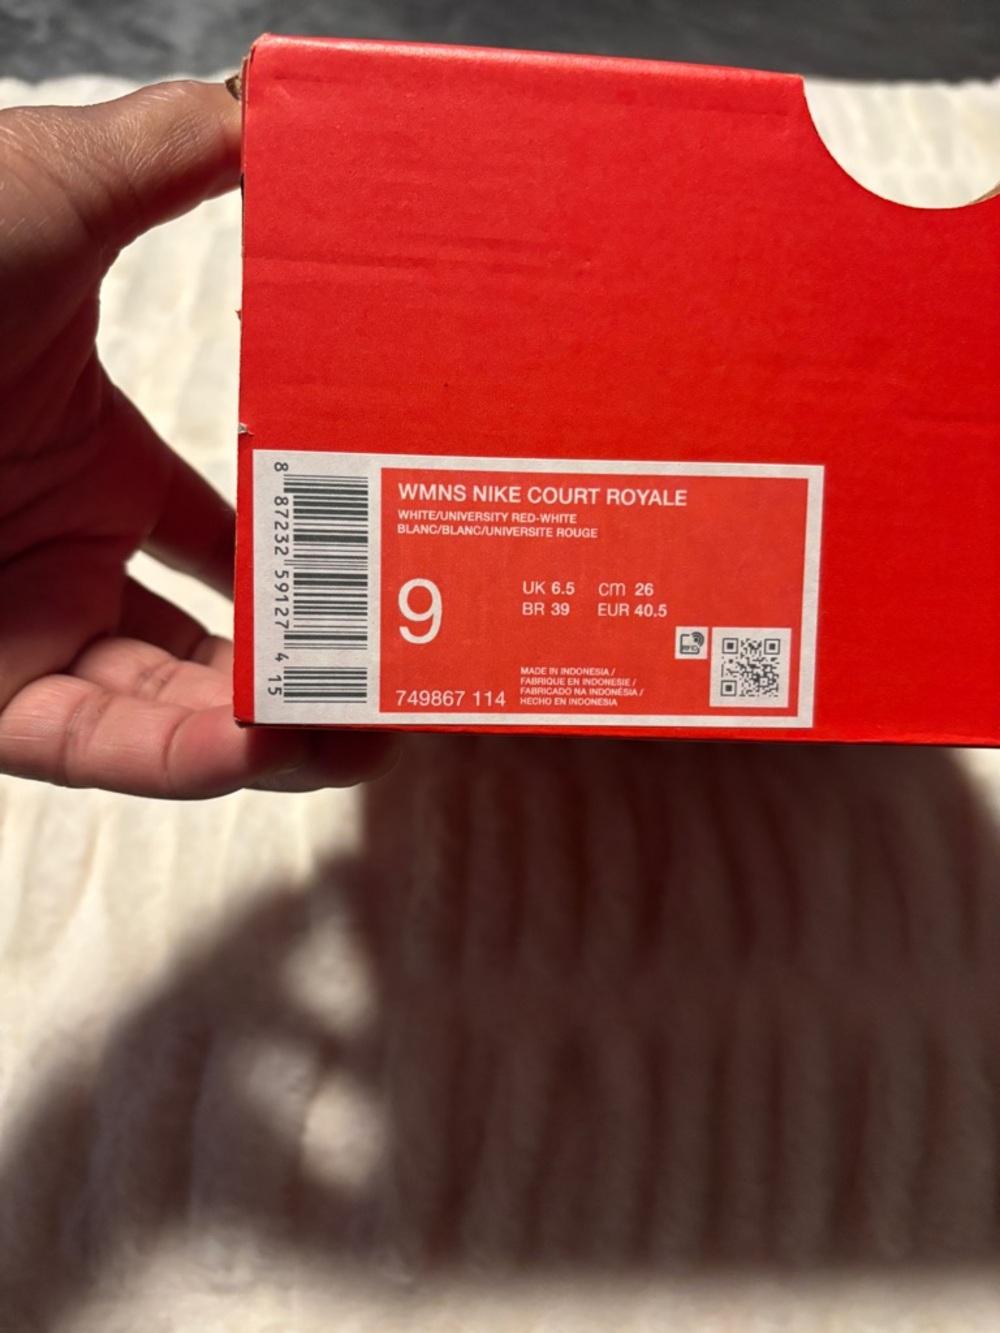 8 87232 59127 4 15
WMNS NIKE COURT ROYALE
WHITE/UNIVERSITY RED-WHITE
BLANC/BLANC/UNIVERSITE ROUGE
9
UK 6.5 cm 26
BR 39 EUR 40.5
749867 114
MADE IN INDONESIA /
FABRIQUE EN INDONESIE /
FABRICADO NA INDONÉSIA /
HECHO EN INDONESIA